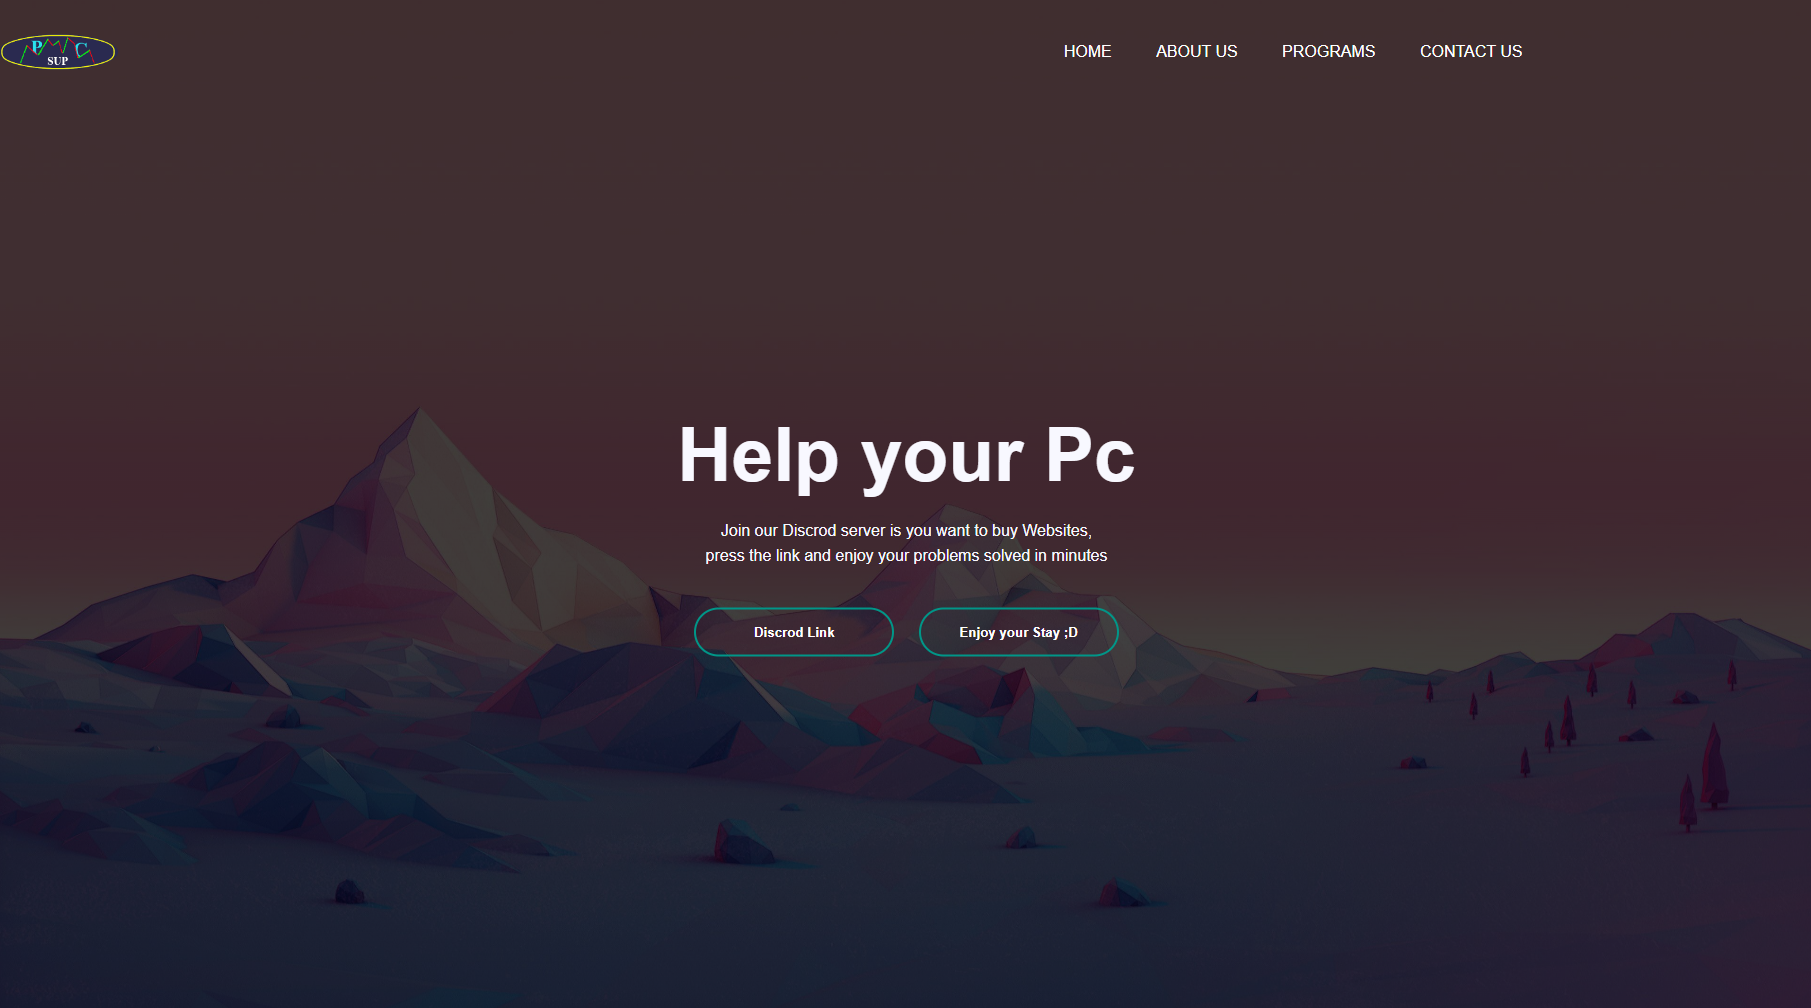 P C
SUP
HOME ABOUT US PROGRAMS CONTACT US
Help your Pc
Join our Discrod server is you want to buy Websites,
press the link and enjoy your problems solved in minutes
Discrod Link Enjoy your Stay ;D